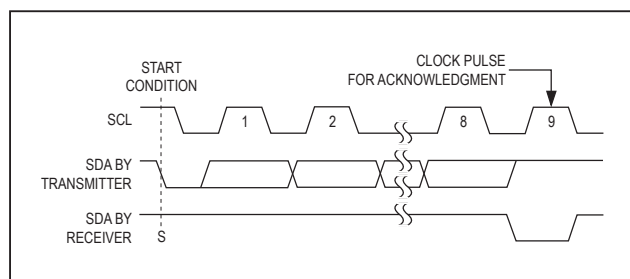 START
CONDITION
CLOCK PULSE
FOR ACKNOWLEDGMENT
SCL
1
2
8
9
SDA BY
TRANSMITTER
SDA BY
RECEIVER
S